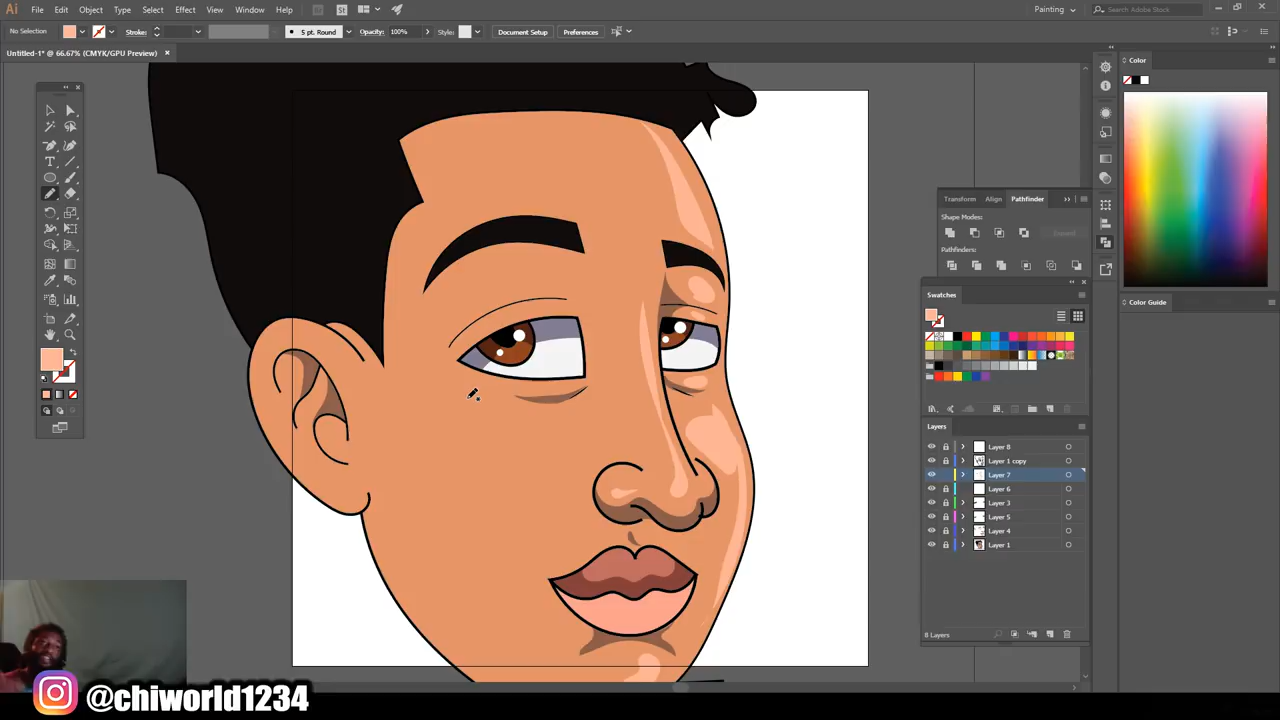 Ai File Edit Object Type Select Effect View Window Help Br St Painting Search Adobe Stock
No Selection Stroke: 5 pt. Round Opacity: 100% Style: Document Setup Preferences
Untitled-1* @ 66.67% (CMYK/GPU Preview) ×
Color
Transform Align Pathfinder
Shape Modes:
Expand
Pathfinders:
Swatches
Color Guide
Layers
Layer 8
Layer 1 copy
Layer 7
Layer 6
Layer 3
Layer 5
Layer 4
Layer 1
8 Layers
@chiworld1234